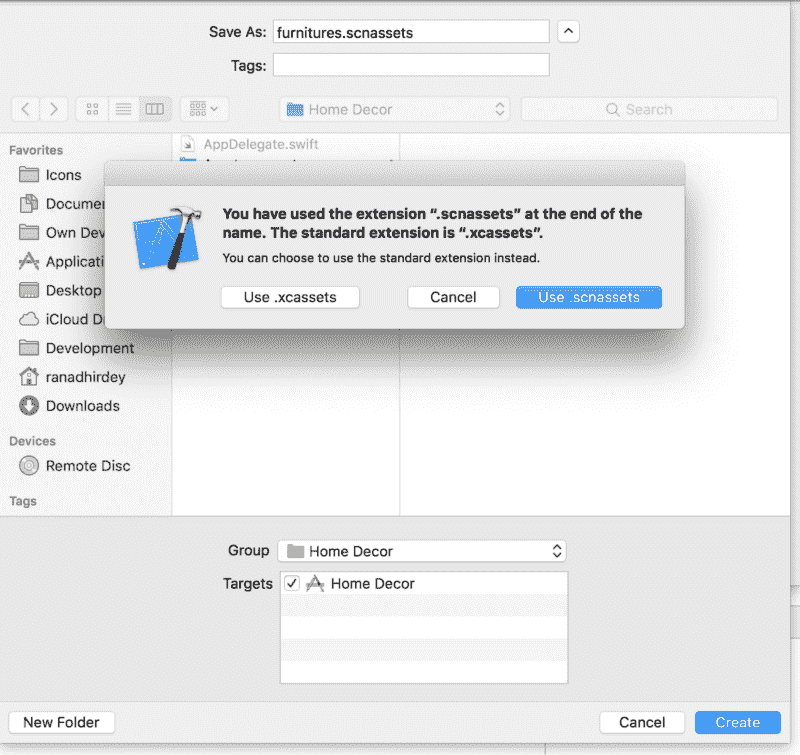 Save As: furnitures.scnassets
Tags:
Home Decor
Search
Favorites
AppDelegate.swift
Icons
You have used the extension “.scnassets” at the end of the
name. The standard extension is “.xcassets”.
You can choose to use the standard extension instead.
Use .xcassets
Cancel
Use .scnassets
Own Dev
Applicati
Desktop
iCloud D
Development
ranadhirdey
Downloads
Devices
Remote Disc
Tags
Group Home Decor
Targets Home Decor
New Folder
Cancel
Create